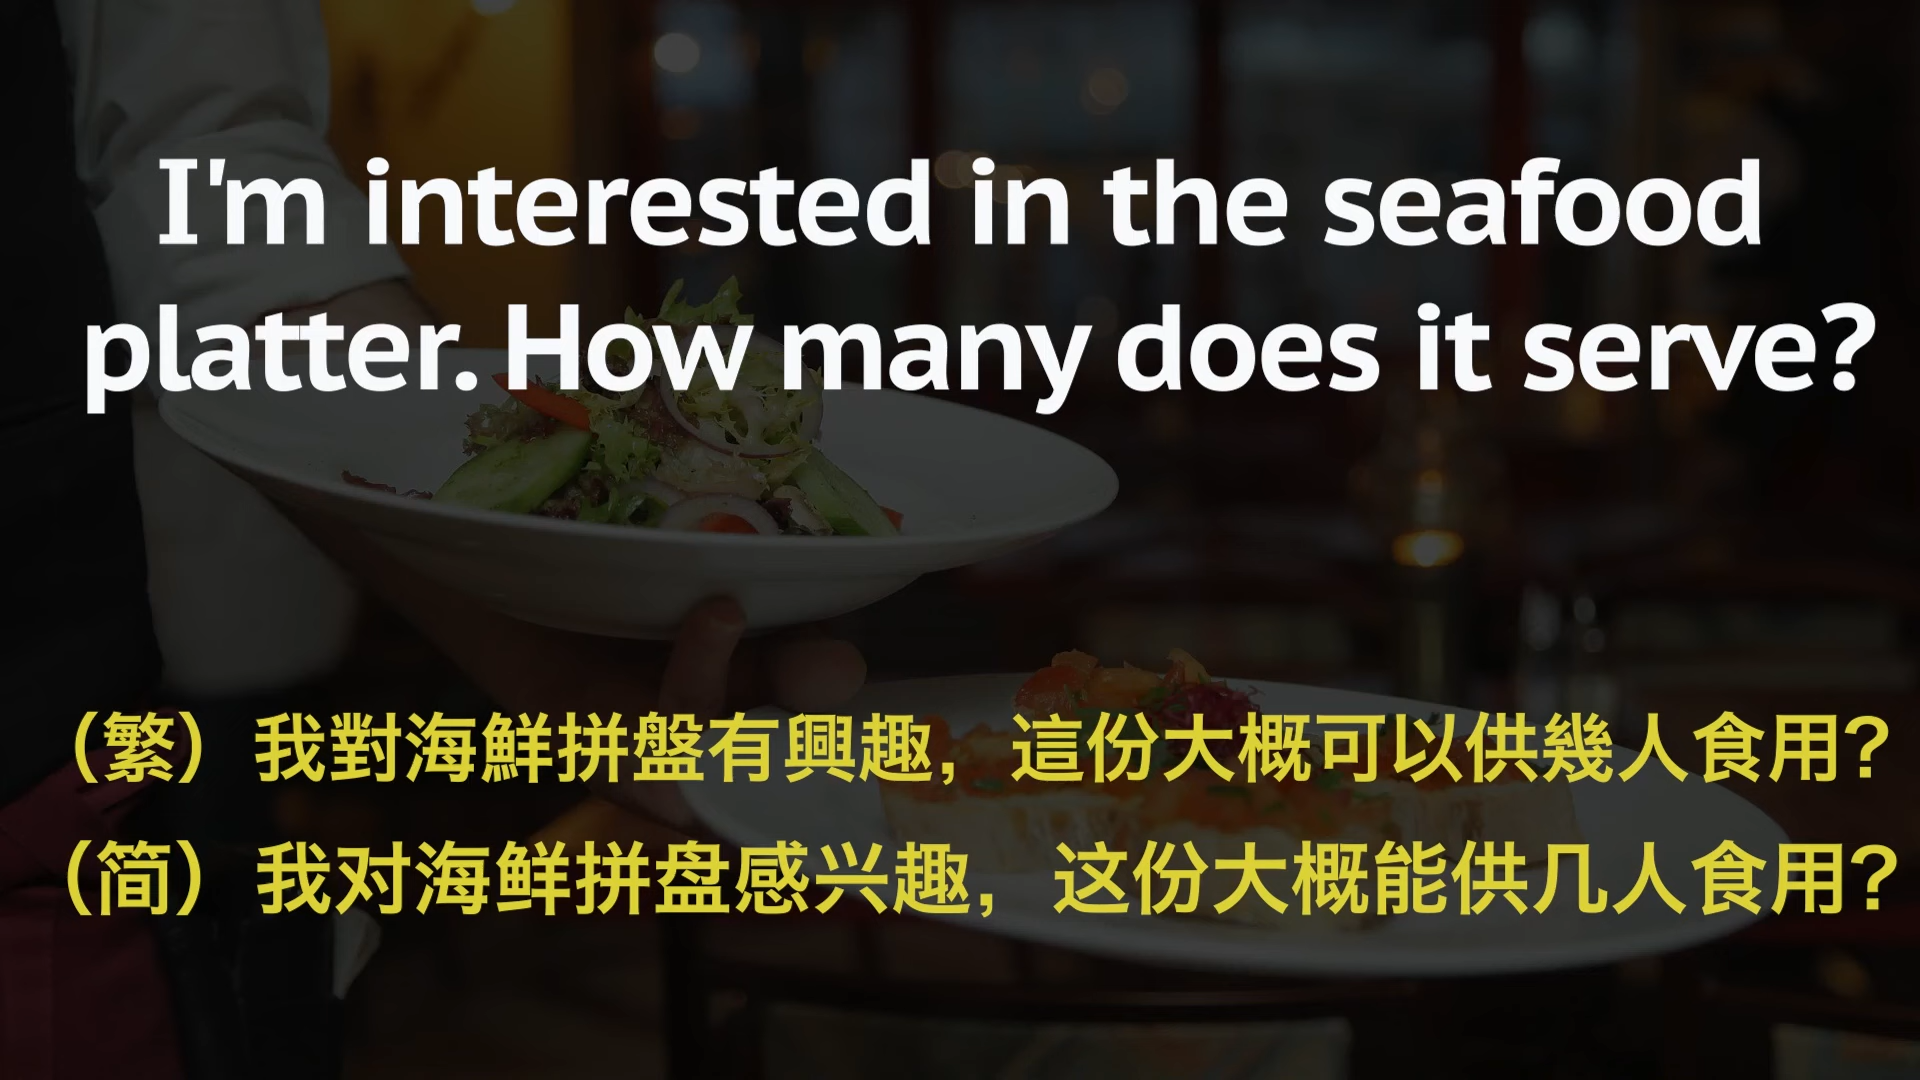 I'm interested in the seafood
platter. How many does it serve?
（繁）我對海鮮拼盤有興趣，這份大概可以供幾人食用？
（简）我对海鲜拼盘感兴趣，这份大概能供几人食用？